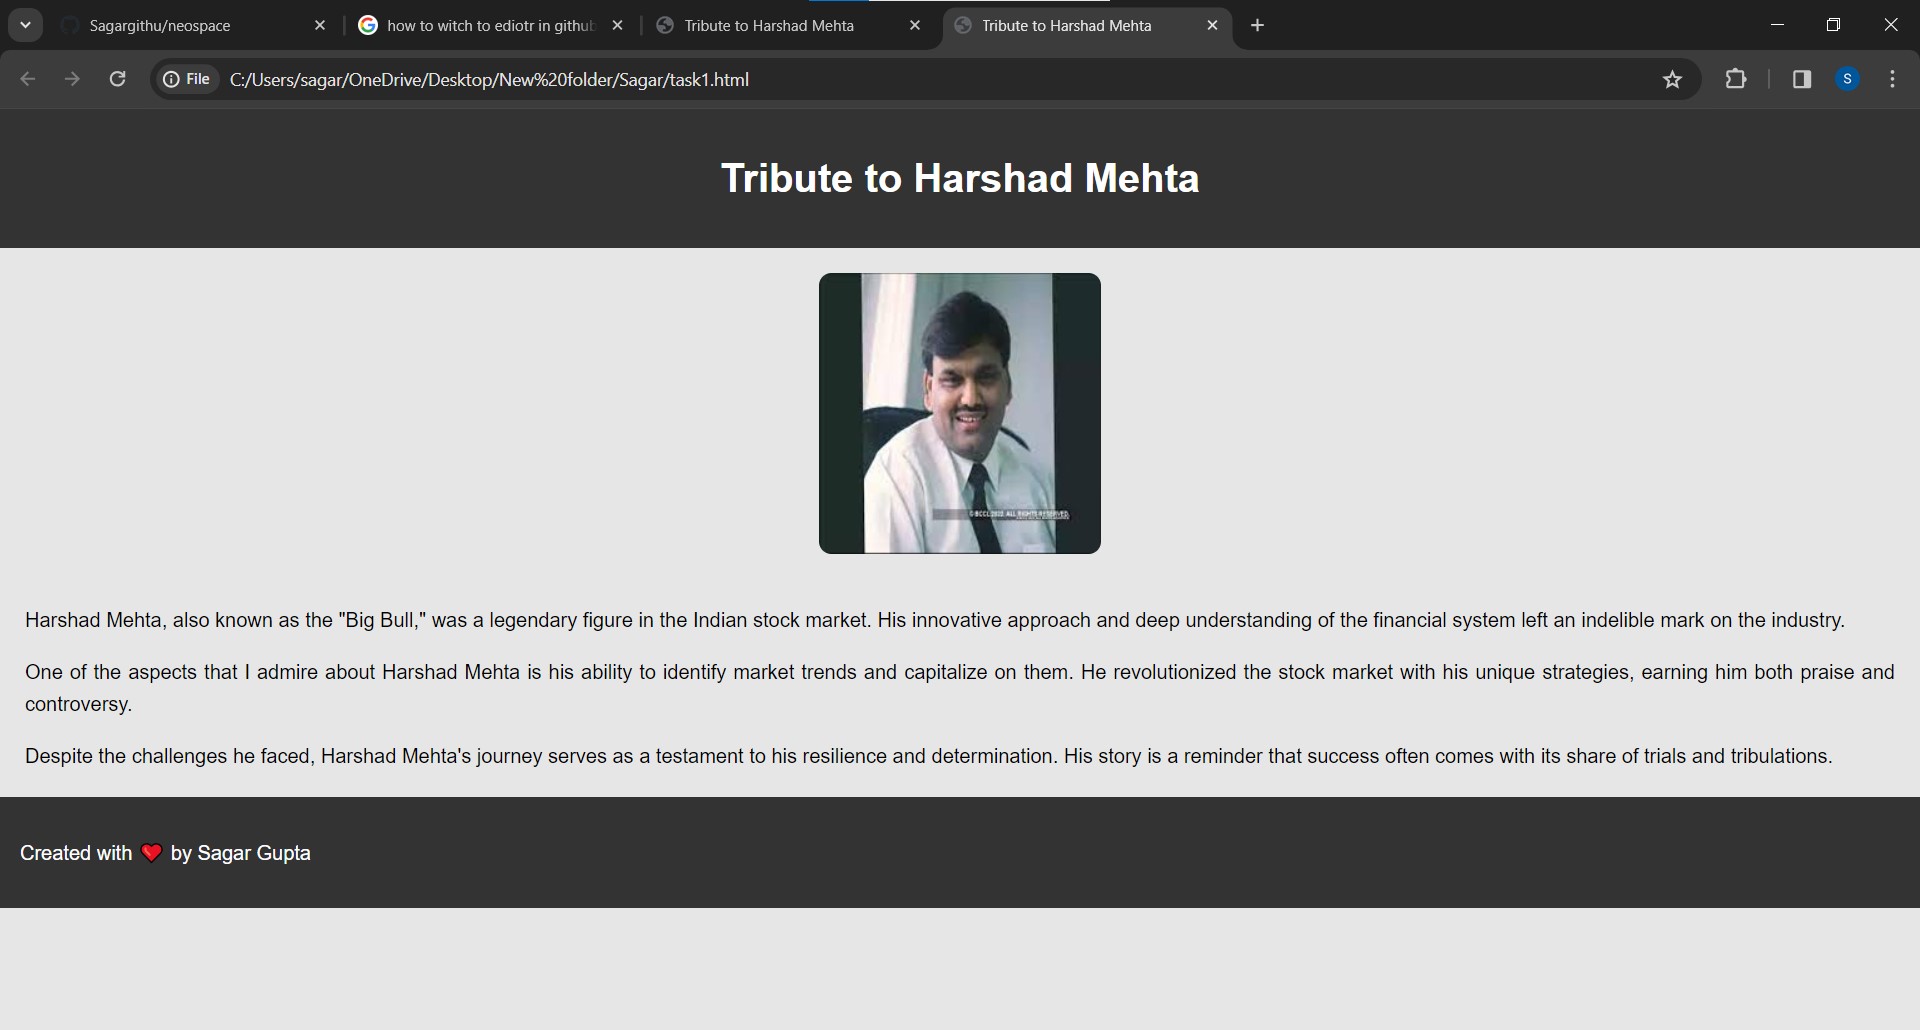 Sagargithu/neospace
how to witch to ediotr in github
Tribute to Harshad Mehta
Tribute to Harshad Mehta
File
C:/Users/sagar/OneDrive/Desktop/New%20folder/Sagar/task1.html
S
Tribute to Harshad Mehta
© BCCL 2022. ALL RIGHTS RESERVED.
Harshad Mehta, also known as the "Big Bull," was a legendary figure in the Indian stock market. His innovative approach and deep understanding of the financial system left an indelible mark on the industry.
One of the aspects that I admire about Harshad Mehta is his ability to identify market trends and capitalize on them. He revolutionized the stock market with his unique strategies, earning him both praise and
controversy.
Despite the challenges he faced, Harshad Mehta's journey serves as a testament to his resilience and determination. His story is a reminder that success often comes with its share of trials and tribulations.
Created with ❤️ by Sagar Gupta